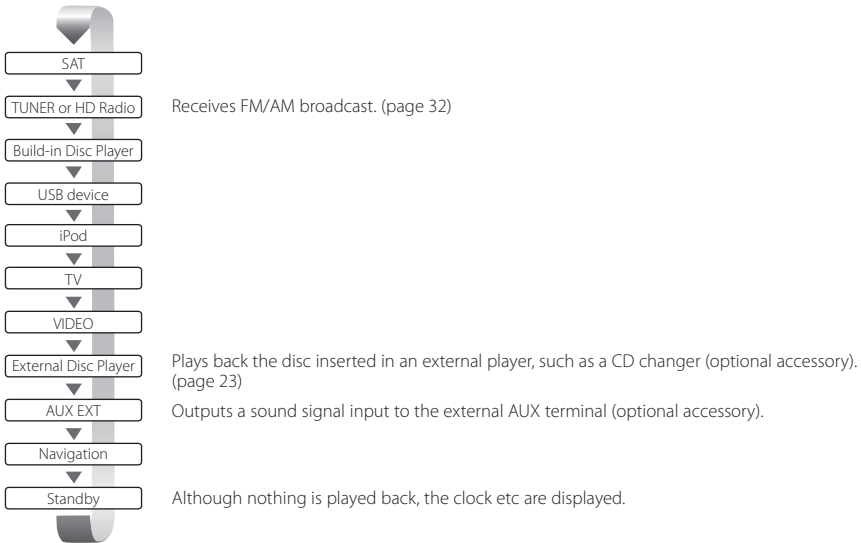 SAT
TUNER or HD Radio
Receives FM/AM broadcast. (page 32)
Build-in Disc Player
USB device
iPod
TV
VIDEO
External Disc Player
Plays back the disc inserted in an external player, such as a CD changer (optional accessory).
(page 23)
AUX EXT
Outputs a sound signal input to the external AUX terminal (optional accessory).
Navigation
Standby
Although nothing is played back, the clock etc are displayed.